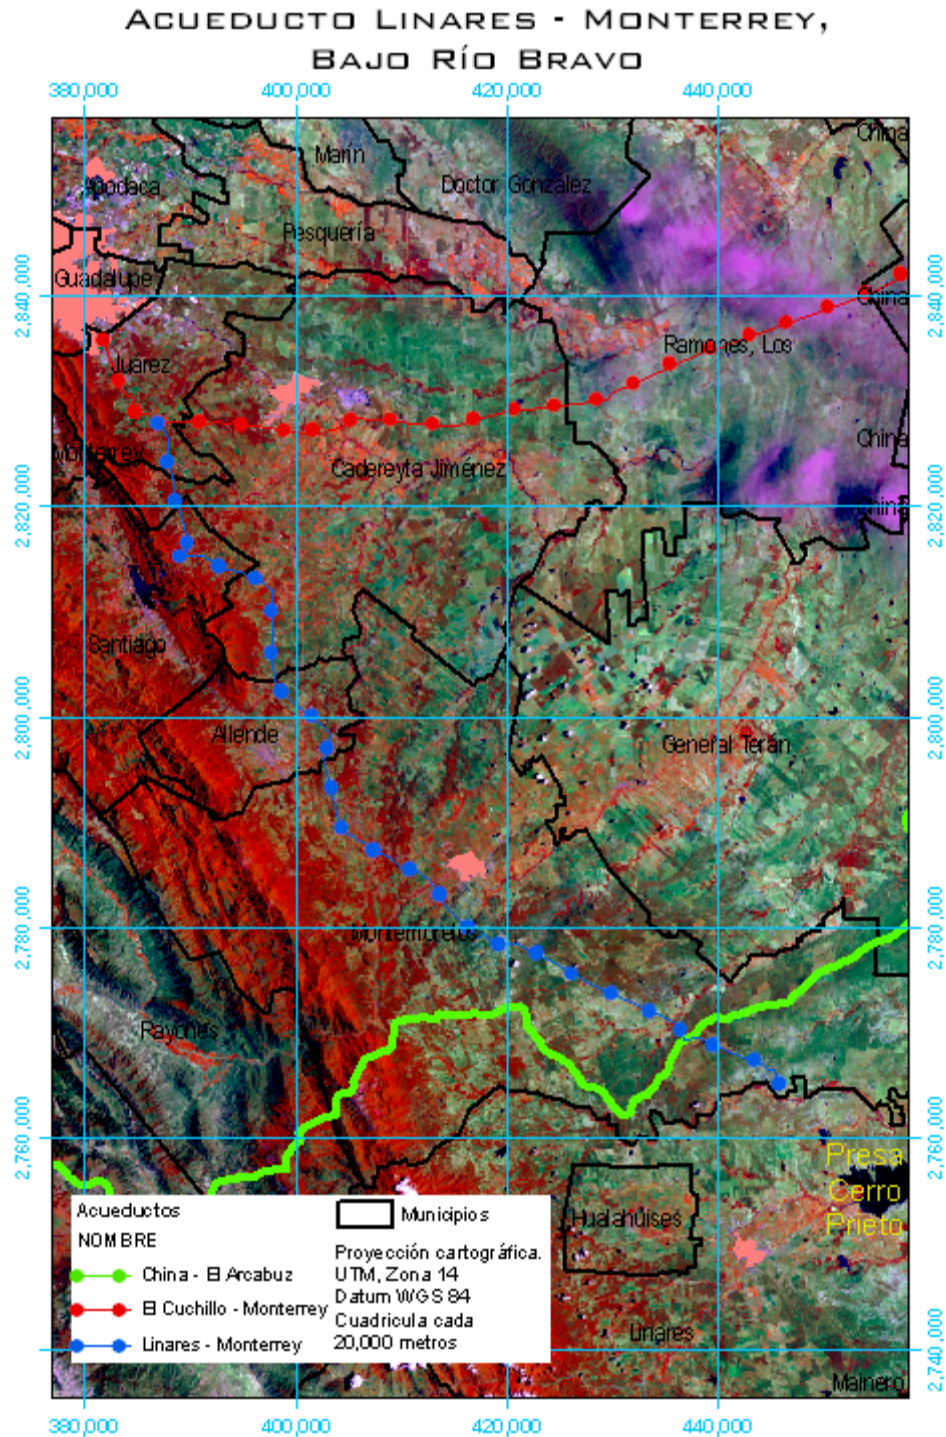 ACUEDUCTO LINARES - MONTERREY,
BAJO RÍO BRAVO
380,000 400,000 420,000 440,000
China
Marín
Apodaca
Doctor González
Pesquería
Guadalupe
2,840,000 2,840,000
China
Ramones, Los
Juárez
China
Monterrey
Cadereyta Jiménez
2,820,000 2,820,000
China
Santiago
2,800,000 2,800,000
Allende
General Terán
2,780,000 2,780,000
Montemorelos
Rayones
2,760,000 2,760,000
Presa
Cerro
Prieto
Hualahuises
Acueductos
NOMBRE
China - El Arcabuz
El Cuchillo - Monterrey
Linares - Monterrey
Municipios
Proyección cartográfica.
UTM, Zona 14
Datum WGS 84
Cuadricula cada
20,000 metros
Linares
2,740,000 2,740,000
Mainero
380,000 400,000 420,000 440,000